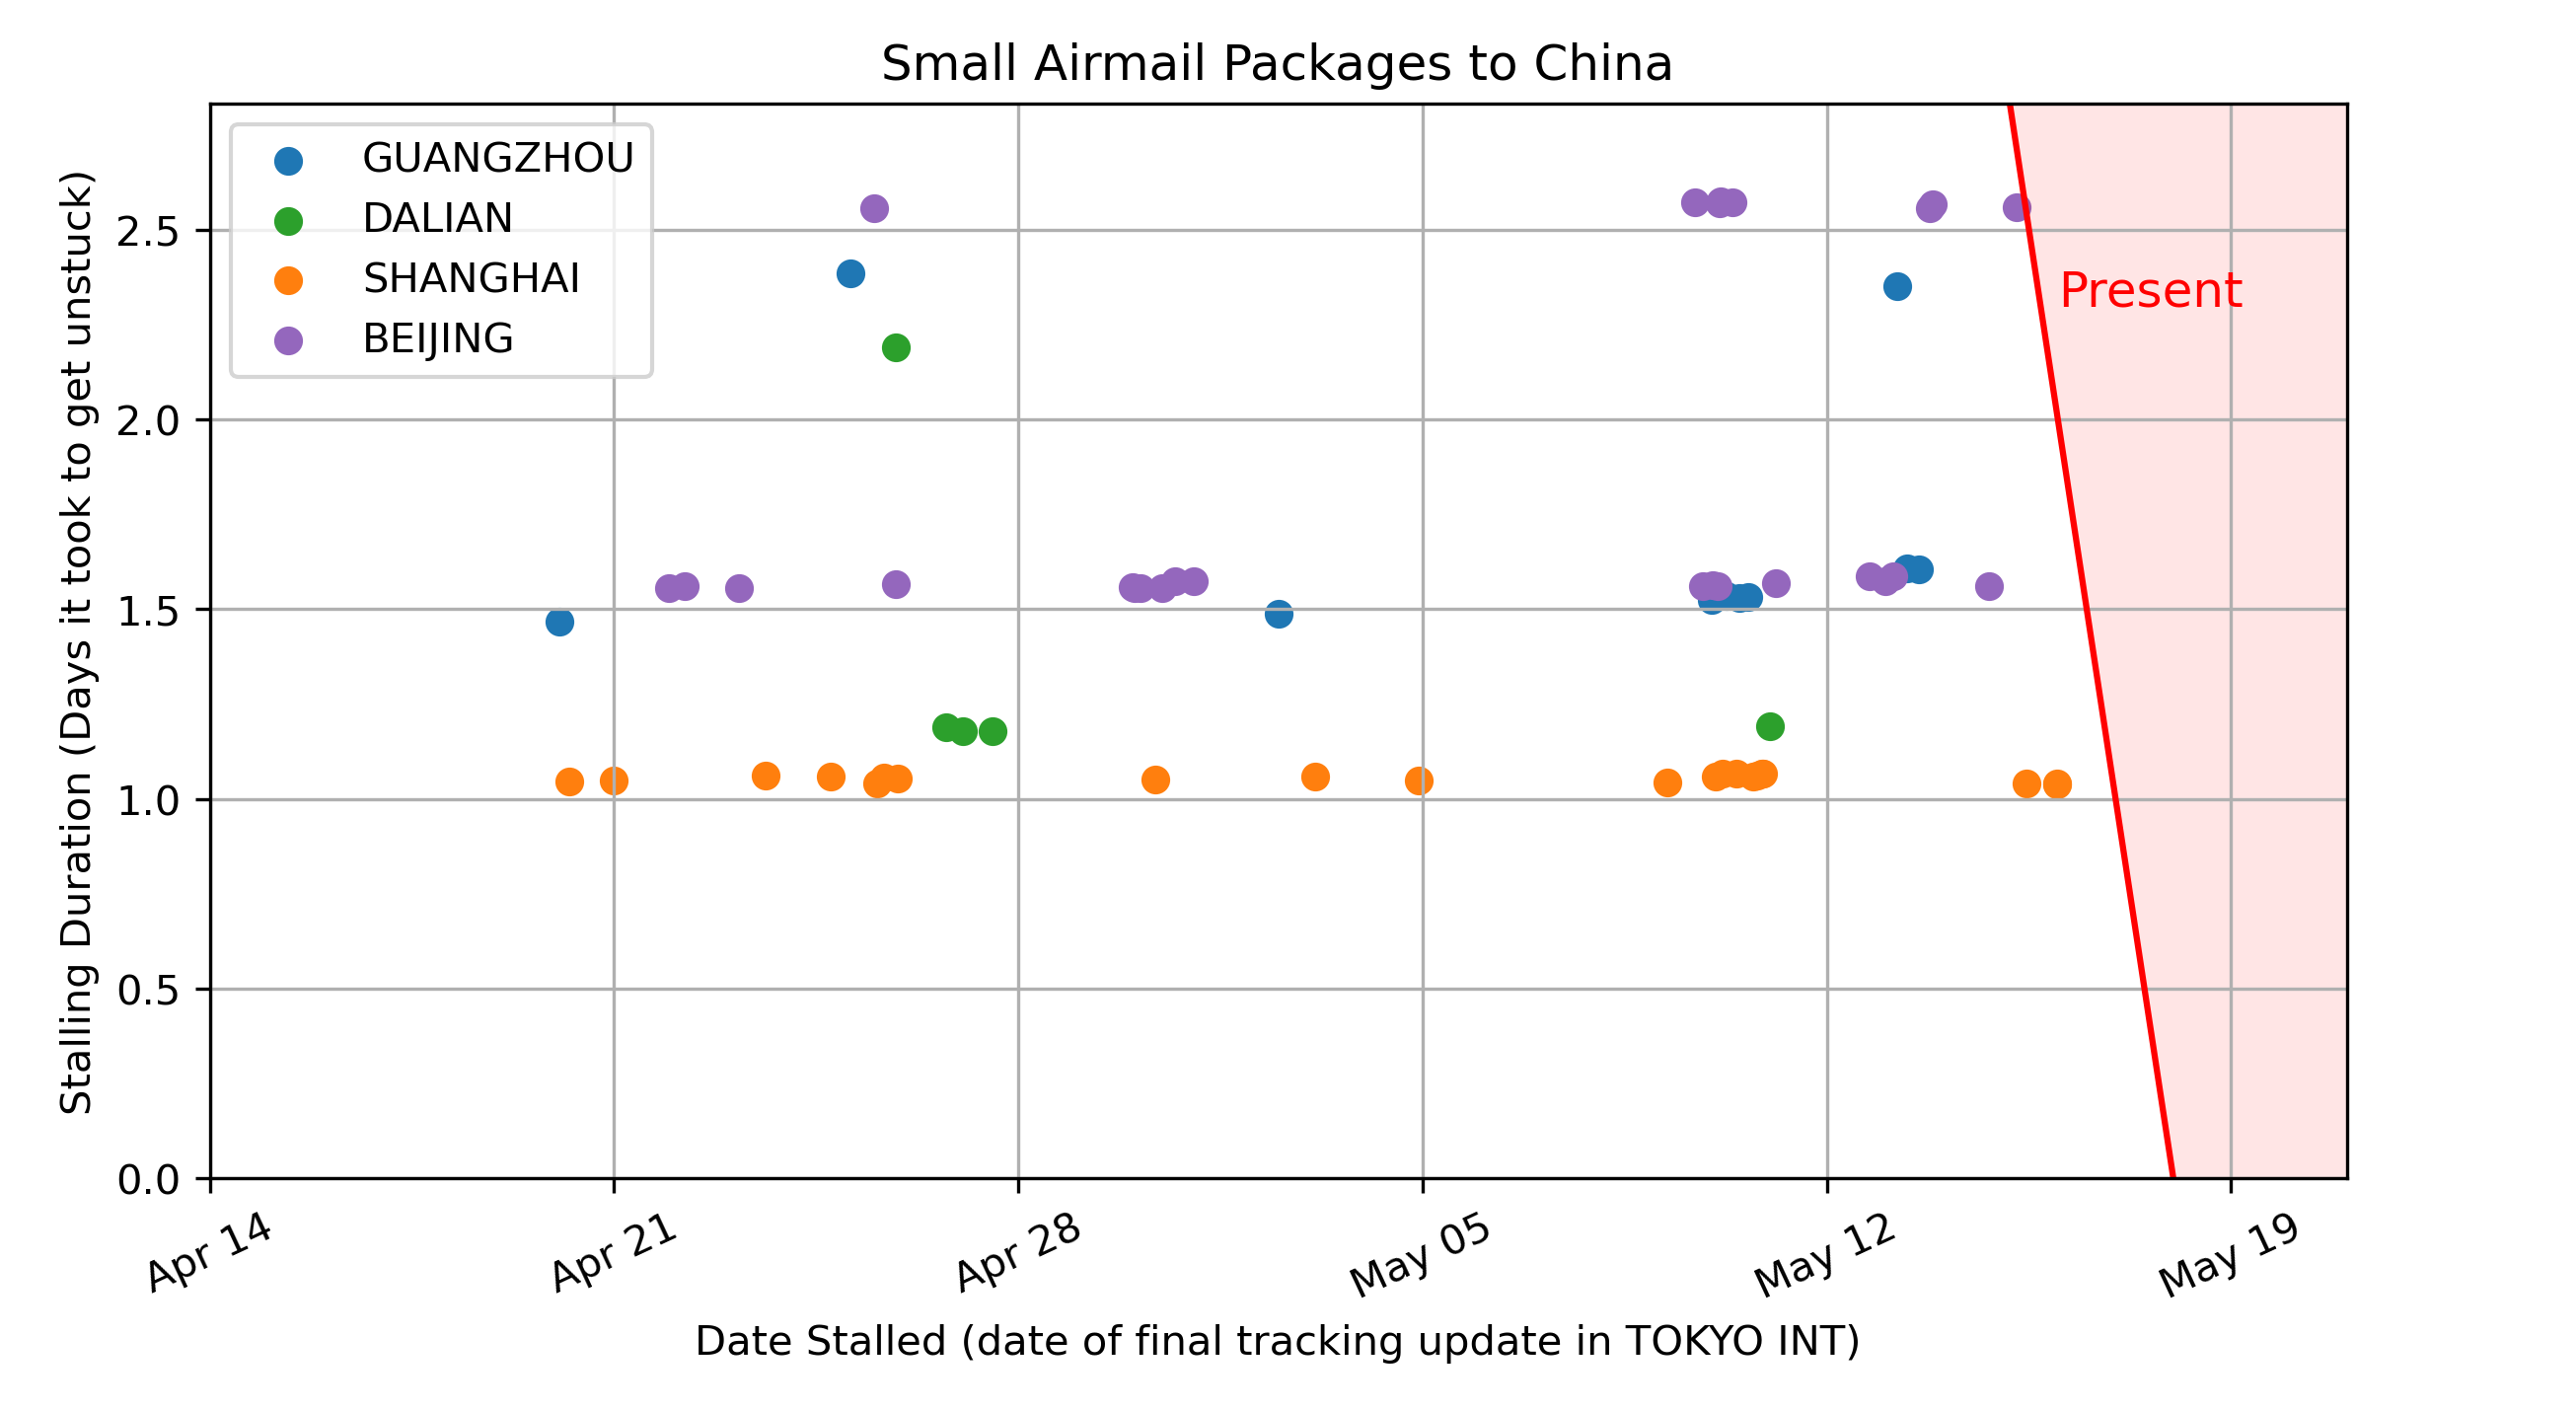 Small Airmail Packages to China
GUANGZHOU
DALIAN
SHANGHAI
BEIJING
Present
Stalling Duration (Days it took to get unstuck)
2.5
2.0
1.5
1.0
0.5
0.0
Apr 14
Apr 21
Apr 28
May 05
May 12
May 19
Date Stalled (date of final tracking update in TOKYO INT)